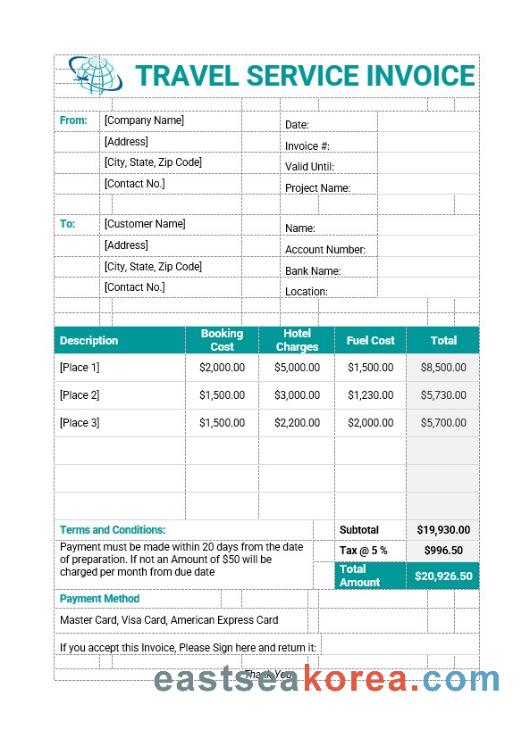 TRAVEL SERVICE INVOICE
From: [Company Name] Date:
[Address] Invoice #:
[City, State, Zip Code] Valid Until:
[Contact No.] Project Name:
To: [Customer Name] Name:
[Address] Account Number:
[City, State, Zip Code] Bank Name:
[Contact No.] Location:
Description Booking Cost Hotel Charges Fuel Cost Total
[Place 1] $2,000.00 $5,000.00 $1,500.00 $8,500.00
[Place 2] $1,500.00 $3,000.00 $1,230.00 $5,730.00
[Place 3] $1,500.00 $2,200.00 $2,000.00 $5,700.00
Terms and Conditions: Subtotal $19,930.00
Payment must be made within 20 days from the date
of preparation. If not an Amount of $50 will be
charged per month from due date
Tax @ 5 % $996.50
Total Amount $20,926.50
Payment Method
Master Card, Visa Card, American Express Card
If you accept this Invoice, Please Sign here and return it:
Thank You
eastseakorea.com